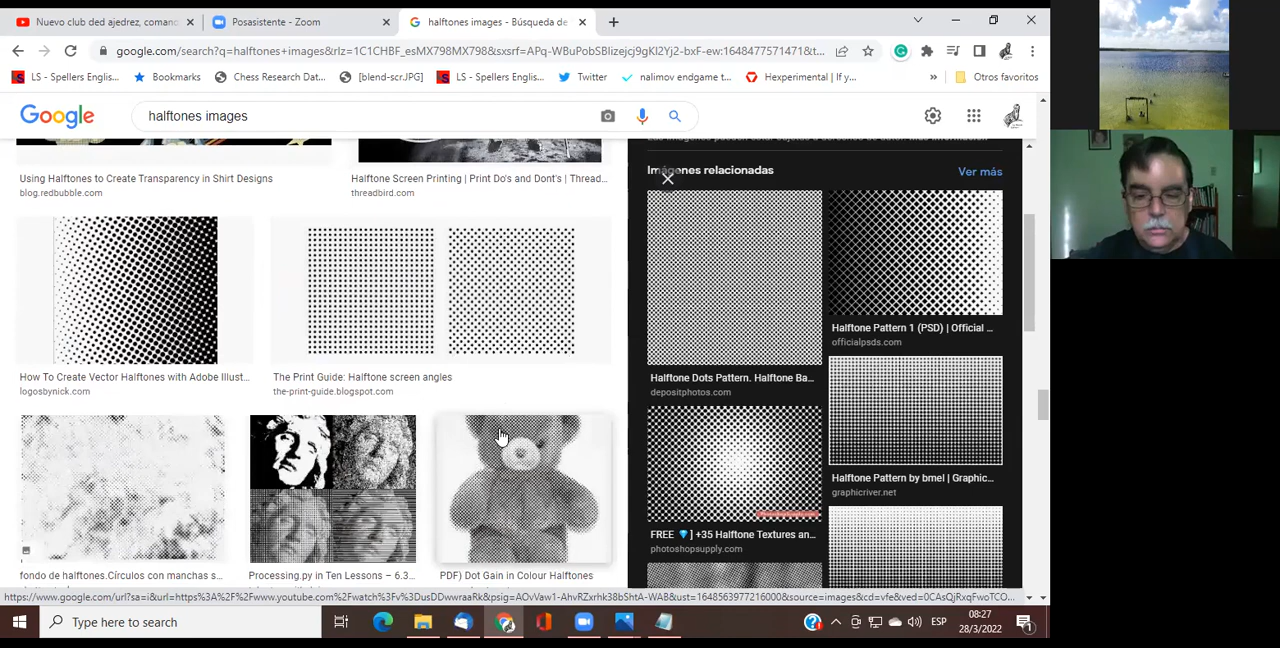 Nuevo club ded ajedrez, comano
Posasistente - Zoom
halftones images - Búsqueda de
google.com/search?q=halftones+images&rlz=1C1CHBF_esMX798MX798&sxsrf=APq-WBuPobSBlizejcj9gKl2Yj2-bxF-ew:1648477571471&t...
LS - Spellers Englis...
Bookmarks
Chess Research Dat...
[blend-scr.JPG]
LS - Spellers Englis...
Twitter
nalimov endgame t...
Hexperimental | If y...
»
Otros favoritos
Google
halftones images
Using Halftones to Create Transparency in Shirt Designs
blog.redbubble.com
Halftone Screen Printing | Print Do's and Dont's | Thread...
threadbird.com
Imágenes relacionadas
Ver más
How To Create Vector Halftones with Adobe Illust...
logosbynick.com
The Print Guide: Halftone screen angles
the-print-guide.blogspot.com
Halftone Dots Pattern. Halftone Ba...
depositphotos.com
Halftone Pattern 1 (PSD) | Official ...
officialpsds.com
Halftone Pattern by bmel | Graphic...
graphicriver.net
FREE 💎] +35 Halftone Textures an...
photoshopsupply.com
fondo de halftones.Círculos con manchas s...
Processing.py in Ten Lessons – 6.3...
PDF) Dot Gain in Colour Halftones
Type here to search
ESP
08:27
28/3/2022
1